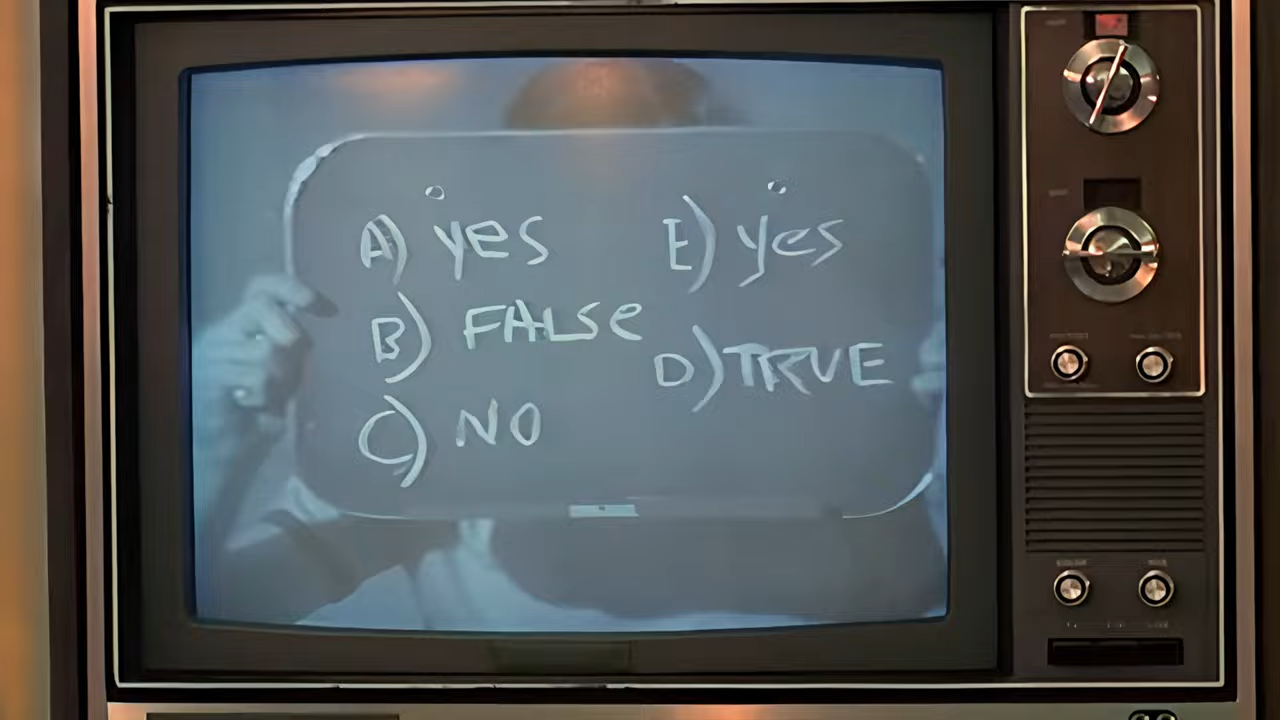 A) yes
B) FALSe
C) NO
E) yes
D) TRUE